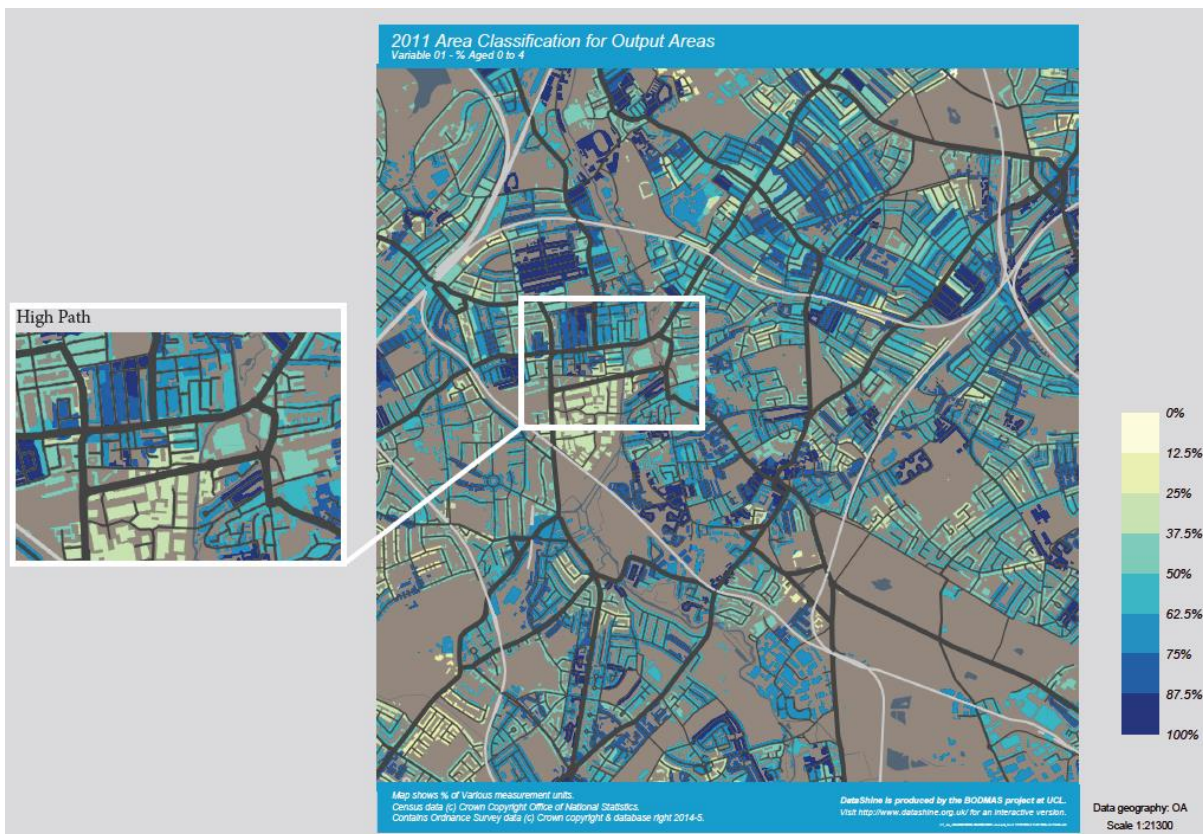 2011 Area Classification for Output Areas
Variable 01 - % Aged 0 to 4
High Path
0%
12.5%
25%
37.5%
50%
62.5%
75%
87.5%
100%
Map shows % of Various measurement units.
Census data (c) Crown Copyright Office of National Statistics.
Contains Ordnance Survey data (c) Crown copyright & database right 2014-5.
DataShine is produced by the BODMAS project at UCL.
Visit http://www.datashine.org.uk/ for an interactive version.
Data geography: OA
Scale 1:21300